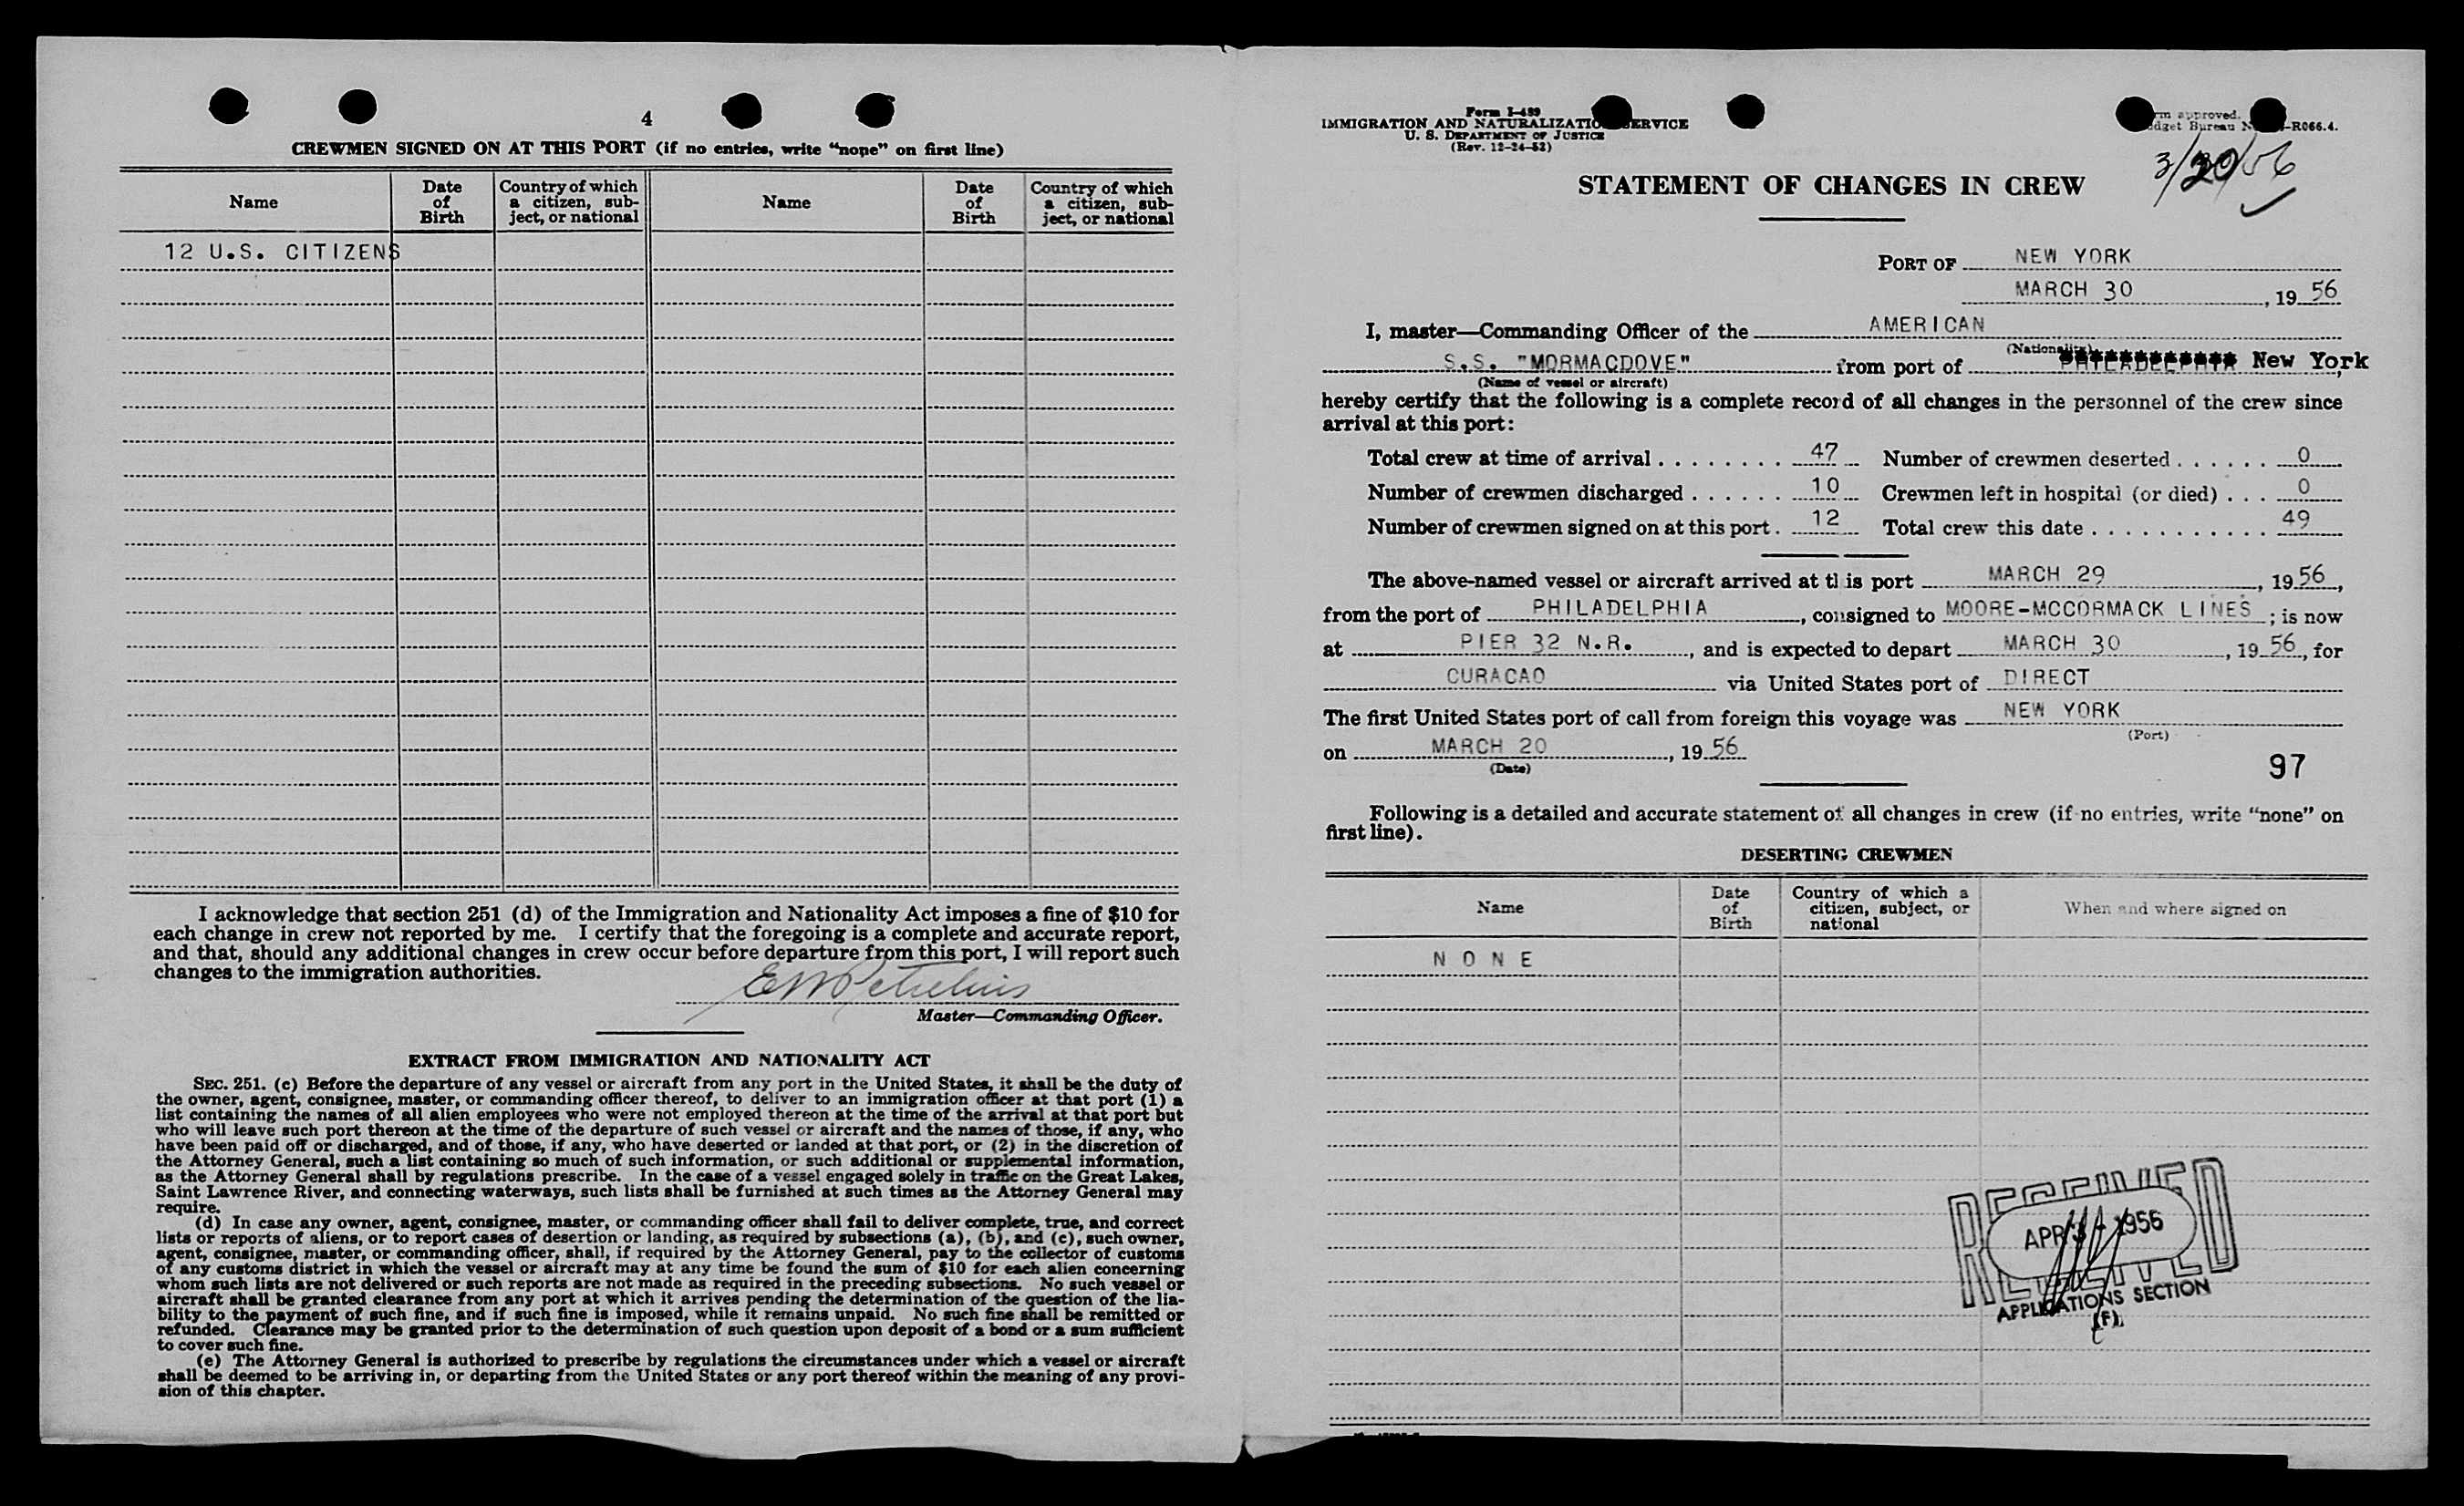 4
CREWMEN SIGNED ON AT THIS PORT (if no entries, write "none" on first line)
Name Date of Birth Country of which a citizen, subject, or national Name Date of Birth Country of which a citizen, subject, or national
12 U.S. CITIZENS
I acknowledge that section 251 (d) of the Immigration and Nationality Act imposes a fine of $10 for
each change in crew not reported by me. I certify that the foregoing is a complete and accurate report,
and that, should any additional changes in crew occur before departure from this port, I will report such
changes to the immigration authorities.
Master—Commanding Officer.
EXTRACT FROM IMMIGRATION AND NATIONALITY ACT
SEC. 251. (c) Before the departure of any vessel or aircraft from any port in the United States, it shall be the duty of
the owner, agent, consignee, master, or commanding officer thereof, to deliver to an immigration officer at that port (1) a
list containing the names of all alien employees who were not employed thereon at the time of the arrival at that port but
who will leave such port thereon at the time of the departure of such vessel or aircraft and the names of those, if any, who
have been paid off or discharged, and of those, if any, who have deserted or landed at that port, or (2) in the discretion of
the Attorney General, such a list containing so much of such information, or such additional or supplemental information,
as the Attorney General shall by regulations prescribe. In the case of a vessel engaged solely in traffic on the Great Lakes,
Saint Lawrence River, and connecting waterways, such lists shall be furnished at such times as the Attorney General may
require.
(d) In case any owner, agent, consignee, master, or commanding officer shall fail to deliver complete, true, and correct
lists or reports of aliens, or to report cases of desertion or landing, as required by subsections (a), (b), and (c), such owner,
agent, consignee, master, or commanding officer, shall, if required by the Attorney General, pay to the collector of customs
of any customs district in which the vessel or aircraft may at any time be found the sum of $10 for each alien concerning
whom such lists are not delivered or such reports are not made as required in the preceding subsections. No such vessel or
aircraft shall be granted clearance from any port at which it arrives pending the determination of the question of the lia-
bility to the payment of such fine, and if such fine is imposed, while it remains unpaid. No such fine shall be remitted or
refunded. Clearance may be granted prior to the determination of such question upon deposit of a bond or a sum sufficient
to cover such fine.
(e) The Attorney General is authorized to prescribe by regulations the circumstances under which a vessel or aircraft
shall be deemed to be arriving in, or departing from the United States or any port thereof within the meaning of any provi-
sion of this chapter.
Form I-489
IMMIGRATION AND NATURALIZATIO ERVICE
U. S. DEPARTMENT OF JUSTICE
(Rev. 12-24-52)
rm approved.
dget Bureau N -R066.4.
3/30/56
STATEMENT OF CHANGES IN CREW
PORT OF NEW YORK
MARCH 30, 19 56
I, master—Commanding Officer of the AMERICAN
(Nationality)
S.S. "MORMACDOVE" from port of PHILADELPHIA New York,
(Name of vessel or aircraft)
hereby certify that the following is a complete record of all changes in the personnel of the crew since
arrival at this port:
Total crew at time of arrival 47 Number of crewmen deserted 0
Number of crewmen discharged 10 Crewmen left in hospital (or died) 0
Number of crewmen signed on at this port 12 Total crew this date 49
The above-named vessel or aircraft arrived at this port MARCH 29, 19 56,
from the port of PHILADELPHIA, consigned to MOORE-MCCORMACK LINES; is now
at PIER 32 N.R., and is expected to depart MARCH 30, 19 56, for
CURACAO via United States port of DIRECT
The first United States port of call from foreign this voyage was NEW YORK
(Port)
on MARCH 20, 19 56
(Date)
97
Following is a detailed and accurate statement of all changes in crew (if no entries, write "none" on
first line).
DESERTING CREWMEN
Name Date of Birth Country of which a citizen, subject, or national When and where signed on
N O N E
RECEIVED
APR 3 - 1956
RECEIVED
APPLICATIONS SECTION
(F)